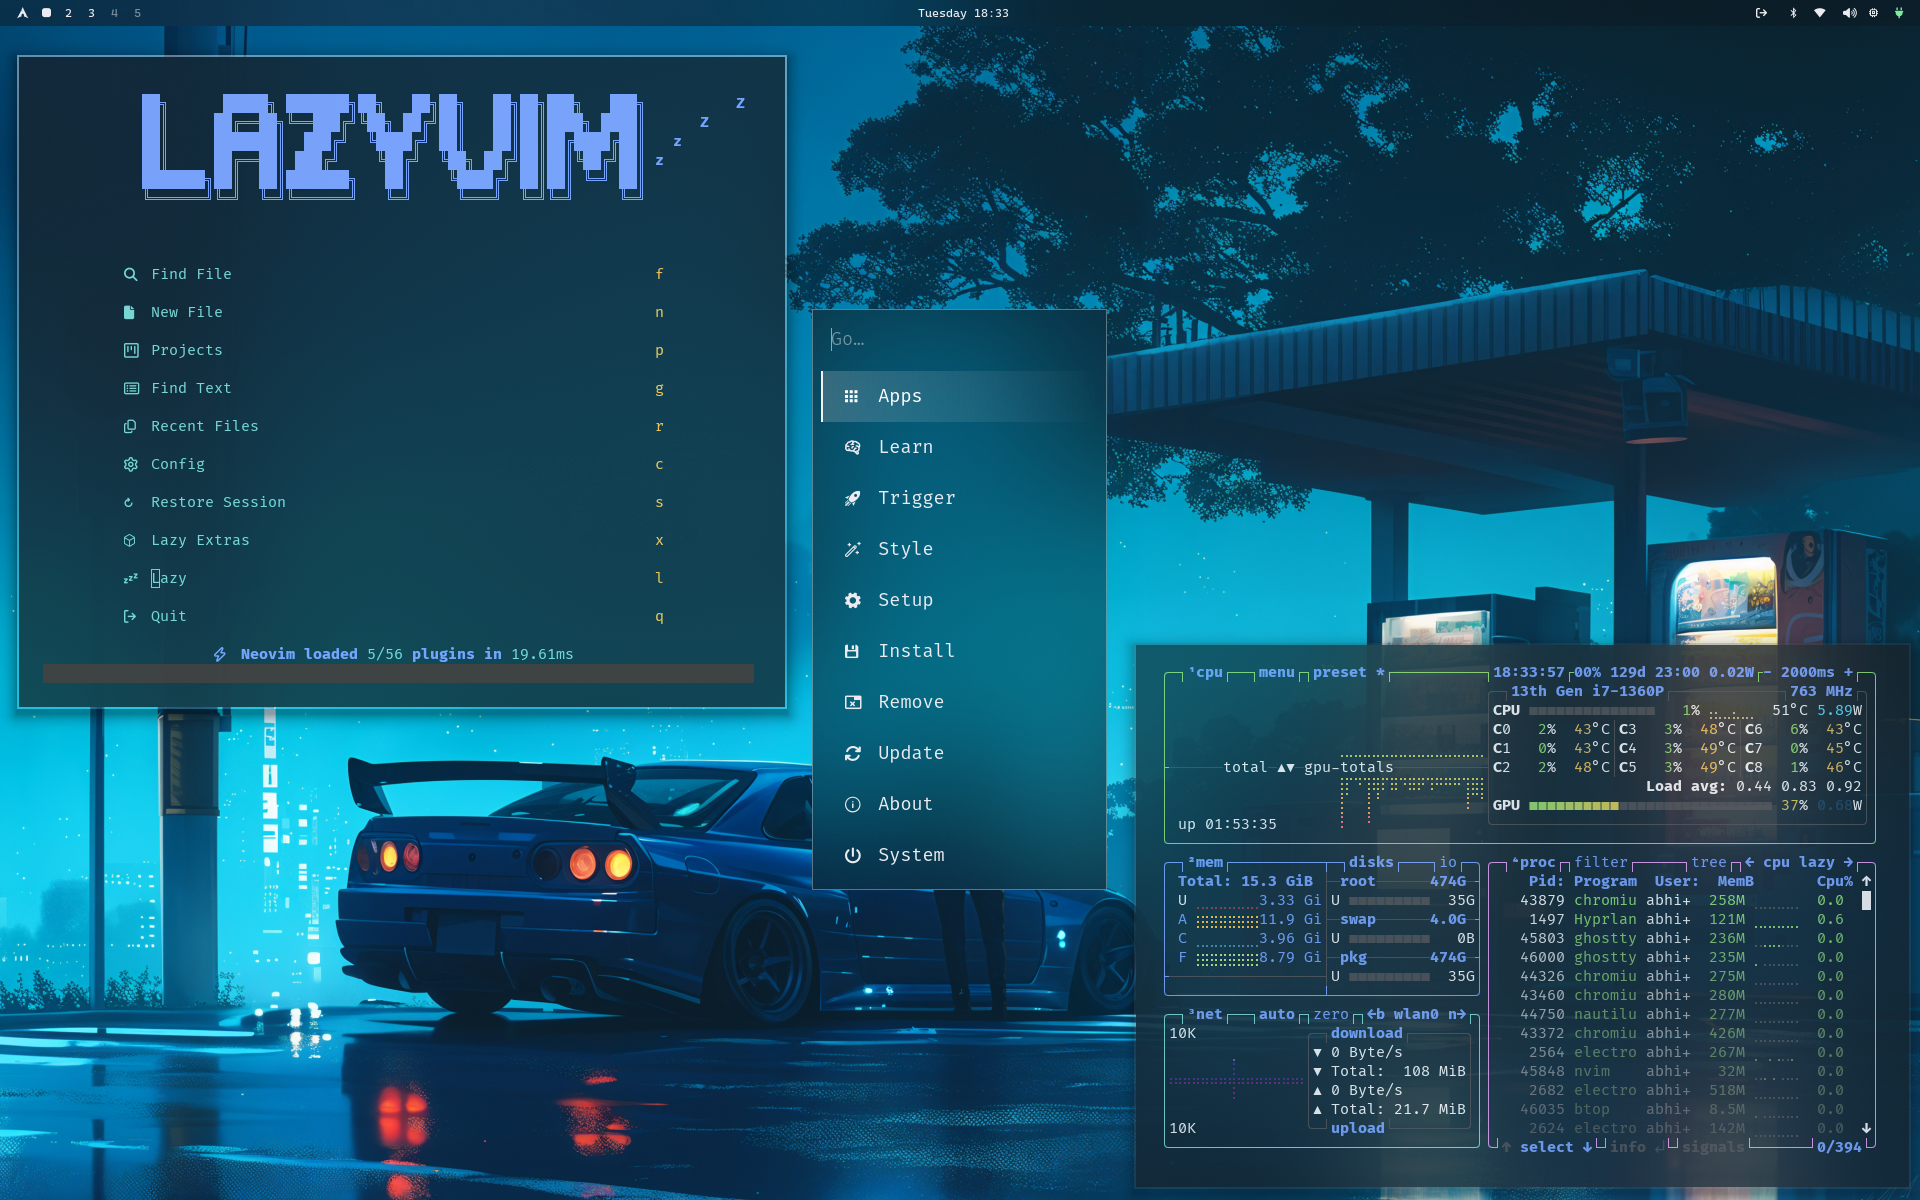 2 3 4 5
Tuesday 18:33
LAZYVIM
z
z
z
z
Find File f
New File n
Projects p
Find Text g
Recent Files r
Config c
Restore Session s
Lazy Extras x
Lazy l
Quit q
Neovim loaded 5/56 plugins in 19.61ms
Go…
Apps
Learn
Trigger
Style
Setup
Install
Remove
Update
About
System
¹cpu menu preset * 18:33:57 00% 129d 23:00 0.02W - 2000ms +
13th Gen i7-1360P 763 MHz
CPU 1% 51°C 5.89W
C0 2% 43°C C3 3% 48°C C6 6% 43°C
C1 0% 43°C C4 3% 49°C C7 0% 45°C
C2 2% 48°C C5 3% 49°C C8 1% 46°C
total ▲▼ gpu-totals
Load avg: 0.44 0.83 0.92
GPU 37% 0.68W
up 01:53:35
²mem disks io
Total: 15.3 GiB root 474G
U 3.33 Gi U 35G
A 11.9 Gi swap 4.0G
C 3.96 Gi U 0B
F 8.79 Gi pkg 474G
U 35G
³net auto zero ←b wlan0 n→
10K download
▼ 0 Byte/s
▼ Total: 108 MiB
▲ 0 Byte/s
▲ Total: 21.7 MiB
10K upload
⁴proc filter tree ← cpu lazy →
Pid: Program User: MemB Cpu% ↑
43879 chromiu abhi+ 258M 0.0
1497 Hyprlan abhi+ 121M 0.6
45803 ghostty abhi+ 236M 0.0
46000 ghostty abhi+ 235M 0.0
44326 chromiu abhi+ 275M 0.0
43460 chromiu abhi+ 280M 0.0
44750 nautilu abhi+ 277M 0.0
43372 chromiu abhi+ 426M 0.0
2564 electro abhi+ 267M 0.0
45848 nvim abhi+ 32M 0.0
2682 electro abhi+ 518M 0.0
46035 btop abhi+ 8.5M 0.0
2624 electro abhi+ 142M 0.0 ↓
↑ select ↓ info ↲ signals 0/394